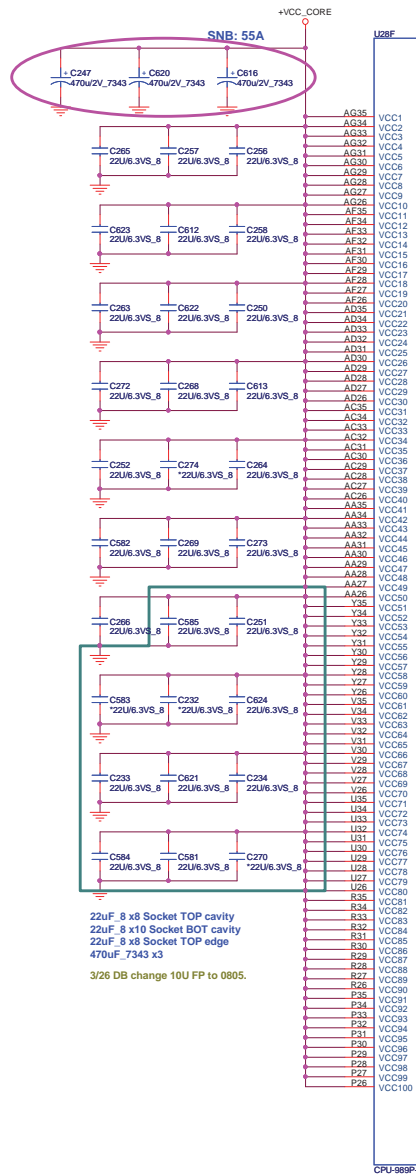 +VCC_CORE
SNB: 55A
U28F
+ C247
470u/2V_7343
+ C620
470u/2V_7343
+ C616
470u/2V_7343
C265
22U/6.3VS_8
C257
22U/6.3VS_8
C256
22U/6.3VS_8
C623
22U/6.3VS_8
C612
22U/6.3VS_8
C258
22U/6.3VS_8
C263
22U/6.3VS_8
C622
22U/6.3VS_8
C250
22U/6.3VS_8
C272
22U/6.3VS_8
C268
*22U/6.3VS_8
C613
22U/6.3VS_8
C252
22U/6.3VS_8
C274
*22U/6.3VS_8
C264
22U/6.3VS_8
C582
22U/6.3VS_8
C269
22U/6.3VS_8
C273
22U/6.3VS_8
C266
22U/6.3VS_8
C585
22U/6.3VS_8
C251
22U/6.3VS_8
C583
*22U/6.3VS_8
C232
*22U/6.3VS_8
C624
22U/6.3VS_8
C233
22U/6.3VS_8
C621
22U/6.3VS_8
C234
22U/6.3VS_8
C584
22U/6.3VS_8
C581
22U/6.3VS_8
C270
*22U/6.3VS_8
22uF_8 x8 Socket TOP cavity
22uF_8 x10 Socket BOT cavity
22uF_8 x8 Socket TOP edge
470uF_7343 x3
3/26 DB change 10U FP to 0805.
AG35 VCC1
AG34 VCC2
AG33 VCC3
AG32 VCC4
AG31 VCC5
AG30 VCC6
AG29 VCC7
AG28 VCC8
AG27 VCC9
AG26 VCC10
AF35 VCC11
AF34 VCC12
AF33 VCC13
AF32 VCC14
AF31 VCC15
AF30 VCC16
AF29 VCC17
AF28 VCC18
AF27 VCC19
AF26 VCC20
AD35 VCC21
AD34 VCC22
AD33 VCC23
AD32 VCC24
AD31 VCC25
AD30 VCC26
AD29 VCC27
AD28 VCC28
AD27 VCC29
AD26 VCC30
AC35 VCC31
AC34 VCC32
AC33 VCC33
AC32 VCC34
AC31 VCC35
AC30 VCC36
AC29 VCC37
AC28 VCC38
AC27 VCC39
AC26 VCC40
AA35 VCC41
AA34 VCC42
AA33 VCC43
AA32 VCC44
AA31 VCC45
AA30 VCC46
AA29 VCC47
AA28 VCC48
AA27 VCC49
AA26 VCC50
Y35 VCC51
Y34 VCC52
Y33 VCC53
Y32 VCC54
Y31 VCC55
Y30 VCC56
Y29 VCC57
Y28 VCC58
Y27 VCC59
Y26 VCC60
V35 VCC61
V34 VCC62
V33 VCC63
V32 VCC64
V31 VCC65
V30 VCC66
V29 VCC67
V28 VCC68
V27 VCC69
V26 VCC70
U35 VCC71
U34 VCC72
U33 VCC73
U32 VCC74
U31 VCC75
U30 VCC76
U29 VCC77
U28 VCC78
U27 VCC79
U26 VCC80
R35 VCC81
R34 VCC82
R33 VCC83
R32 VCC84
R31 VCC85
R30 VCC86
R29 VCC87
R28 VCC88
R27 VCC89
R26 VCC90
P35 VCC91
P34 VCC92
P33 VCC93
P32 VCC94
P31 VCC95
P30 VCC96
P29 VCC97
P28 VCC98
P27 VCC99
P26 VCC100
CPU-989P-